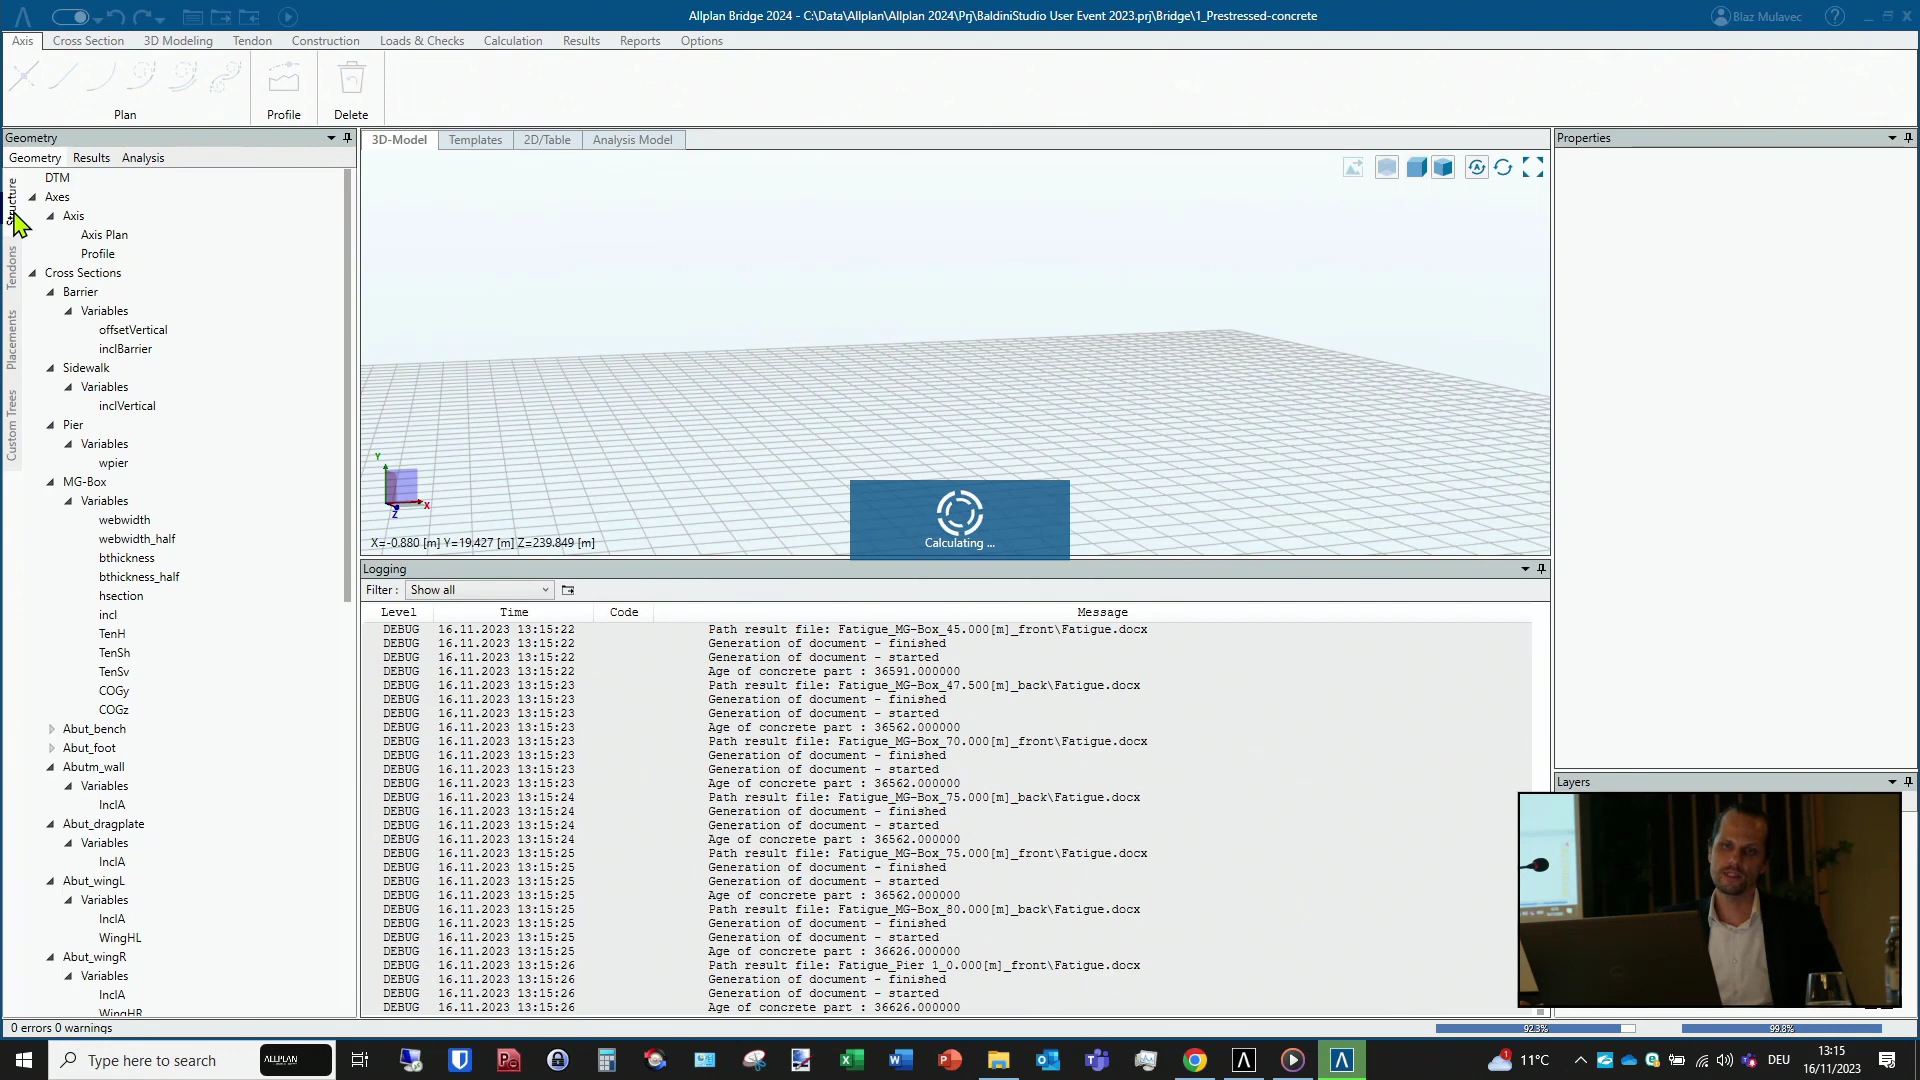 Allplan Bridge 2024 - C:\Data\Allplan\Allplan 2024\Prj\BaldiniStudio User Event 2023.prj\Bridge\1_Prestressed-concrete
Blaz Mulavec
Axis Cross Section 3D Modeling Tendon Construction Loads & Checks Calculation Results Reports Options
Plan Profile Delete
Geometry
Geometry Results Analysis
Structure
Tendons
Placements
Custom Trees
DTM
Axes
Axis
Axis Plan
Profile
Cross Sections
Barrier
Variables
offsetVertical
inclBarrier
Sidewalk
Variables
inclVertical
Pier
Variables
wpier
MG-Box
Variables
webwidth
webwidth_half
bthickness
bthickness_half
hsection
incl
TenH
TenSh
TenSv
COGy
COGz
Abut_bench
Abut_foot
Abutm_wall
Variables
InclA
Abut_dragplate
Variables
InclA
Abut_wingL
Variables
InclA
WingHL
Abut_wingR
Variables
InclA
WingHR
3D-Model Templates 2D/Table Analysis Model
Y
X
Z
X=-0.880 [m] Y=19.427 [m] Z=239.849 [m]
Calculating ...
Properties
Layers
Logging
Filter : Show all
Level Time Code Message
DEBUG 16.11.2023 13:15:22 Path result file: Fatigue_MG-Box_45.000[m]_front\Fatigue.docx
DEBUG 16.11.2023 13:15:22 Generation of document - finished
DEBUG 16.11.2023 13:15:22 Generation of document - started
DEBUG 16.11.2023 13:15:22 Age of concrete part : 36591.000000
DEBUG 16.11.2023 13:15:23 Path result file: Fatigue_MG-Box_47.500[m]_back\Fatigue.docx
DEBUG 16.11.2023 13:15:23 Generation of document - finished
DEBUG 16.11.2023 13:15:23 Generation of document - started
DEBUG 16.11.2023 13:15:23 Age of concrete part : 36562.000000
DEBUG 16.11.2023 13:15:23 Path result file: Fatigue_MG-Box_70.000[m]_front\Fatigue.docx
DEBUG 16.11.2023 13:15:23 Generation of document - finished
DEBUG 16.11.2023 13:15:23 Generation of document - started
DEBUG 16.11.2023 13:15:23 Age of concrete part : 36562.000000
DEBUG 16.11.2023 13:15:24 Path result file: Fatigue_MG-Box_75.000[m]_back\Fatigue.docx
DEBUG 16.11.2023 13:15:24 Generation of document - finished
DEBUG 16.11.2023 13:15:24 Generation of document - started
DEBUG 16.11.2023 13:15:24 Age of concrete part : 36562.000000
DEBUG 16.11.2023 13:15:25 Path result file: Fatigue_MG-Box_75.000[m]_front\Fatigue.docx
DEBUG 16.11.2023 13:15:25 Generation of document - finished
DEBUG 16.11.2023 13:15:25 Generation of document - started
DEBUG 16.11.2023 13:15:25 Age of concrete part : 36562.000000
DEBUG 16.11.2023 13:15:25 Path result file: Fatigue_MG-Box_80.000[m]_back\Fatigue.docx
DEBUG 16.11.2023 13:15:25 Generation of document - finished
DEBUG 16.11.2023 13:15:25 Generation of document - started
DEBUG 16.11.2023 13:15:25 Age of concrete part : 36626.000000
DEBUG 16.11.2023 13:15:26 Path result file: Fatigue_Pier 1_0.000[m]_front\Fatigue.docx
DEBUG 16.11.2023 13:15:26 Generation of document - finished
DEBUG 16.11.2023 13:15:26 Generation of document - started
DEBUG 16.11.2023 13:15:26 Age of concrete part : 36626.000000
0 errors 0 warnings
92.3%
99.8%
Type here to search
ALLPLAN
11°C
DEU
13:15
16/11/2023